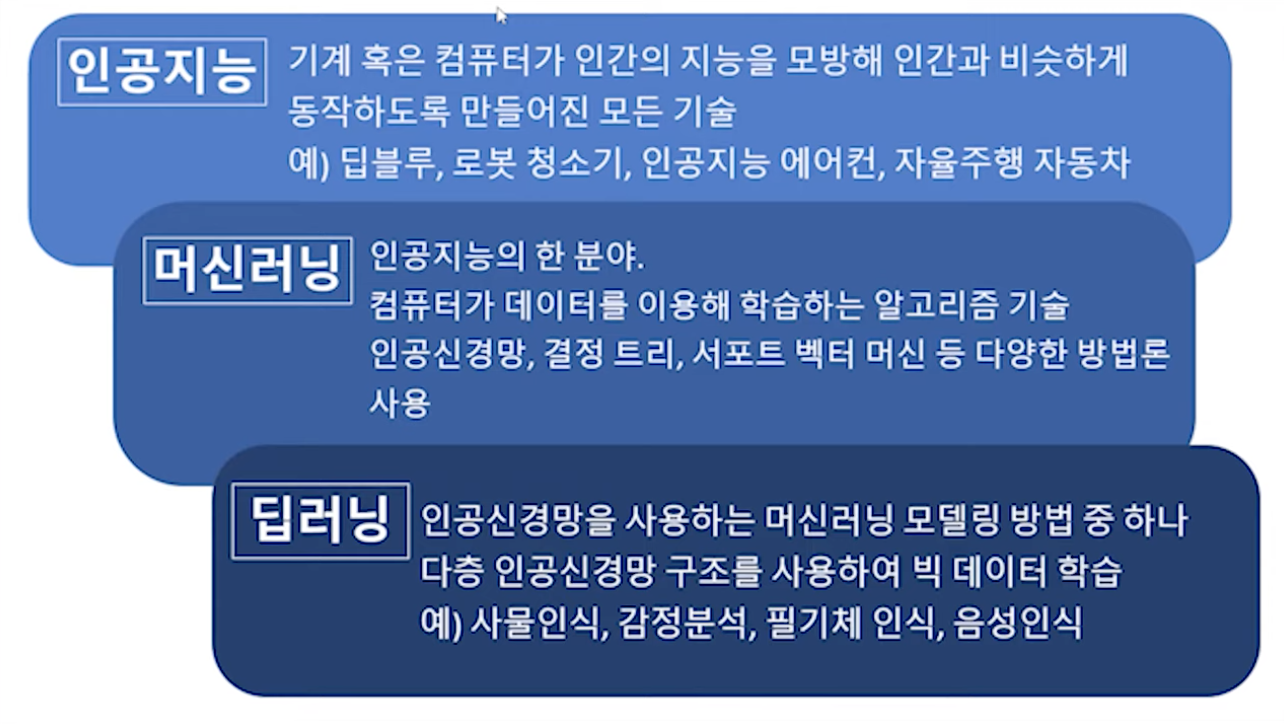 인공지능
기계 혹은 컴퓨터가 인간의 지능을 모방해 인간과 비슷하게
동작하도록 만들어진 모든 기술
예) 딥블루, 로봇 청소기, 인공지능 에어컨, 자율주행 자동차
머신러닝
인공지능의 한 분야.
컴퓨터가 데이터를 이용해 학습하는 알고리즘 기술
인공신경망, 결정 트리, 서포트 벡터 머신 등 다양한 방법론
사용
딥러닝
인공신경망을 사용하는 머신러닝 모델링 방법 중 하나
다층 인공신경망 구조를 사용하여 빅 데이터 학습
예) 사물인식, 감정분석, 필기체 인식, 음성인식